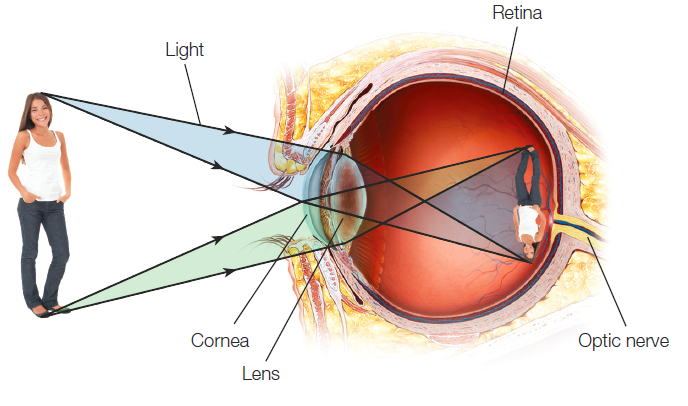 Retina
Light
Cornea
Optic nerve
Lens